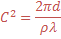 C² = 2πd / ρλ